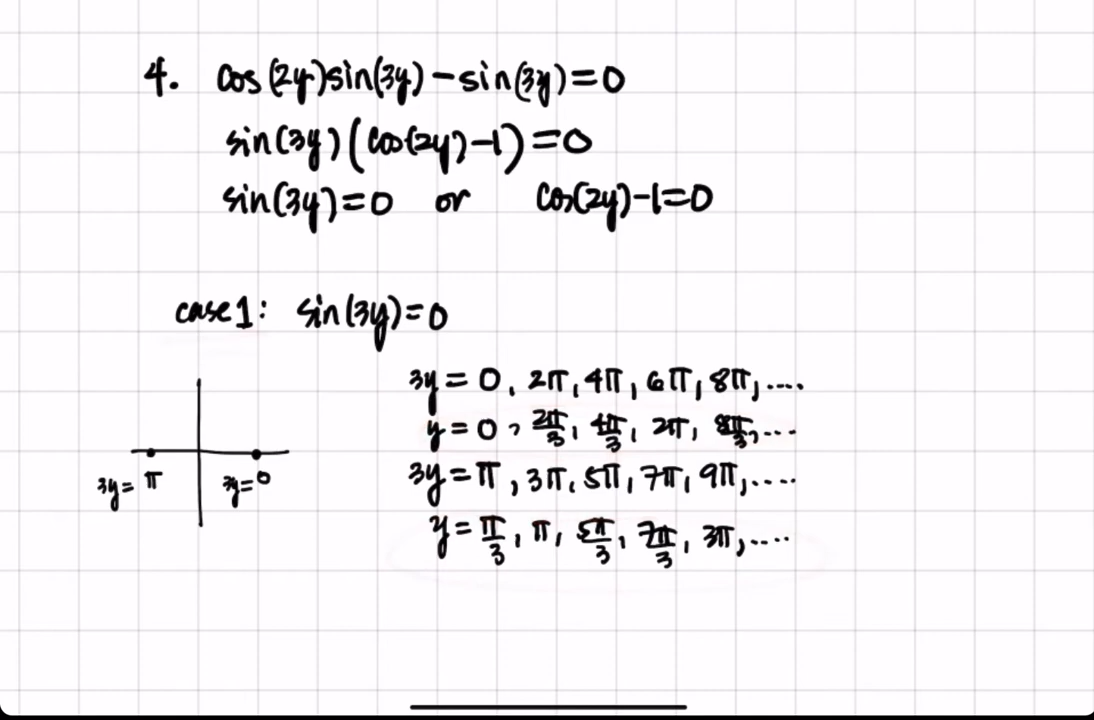 4. cos(2y)sin(3y)-sin(3y)=0
sin(3y)(cos(2y)-1)=0
sin(3y)=0 or cos(2y)-1=0
case1: sin(3y)=0
3y=π 3y=0
3y = 0, 2π, 4π, 6π, 8π, ....
y = 0, 2π/3, 4π/3, 2π, 8π/3, ...
3y = π, 3π, 5π, 7π, 9π, ....
y = π/3, π, 5π/3, 7π/3, 3π, ....